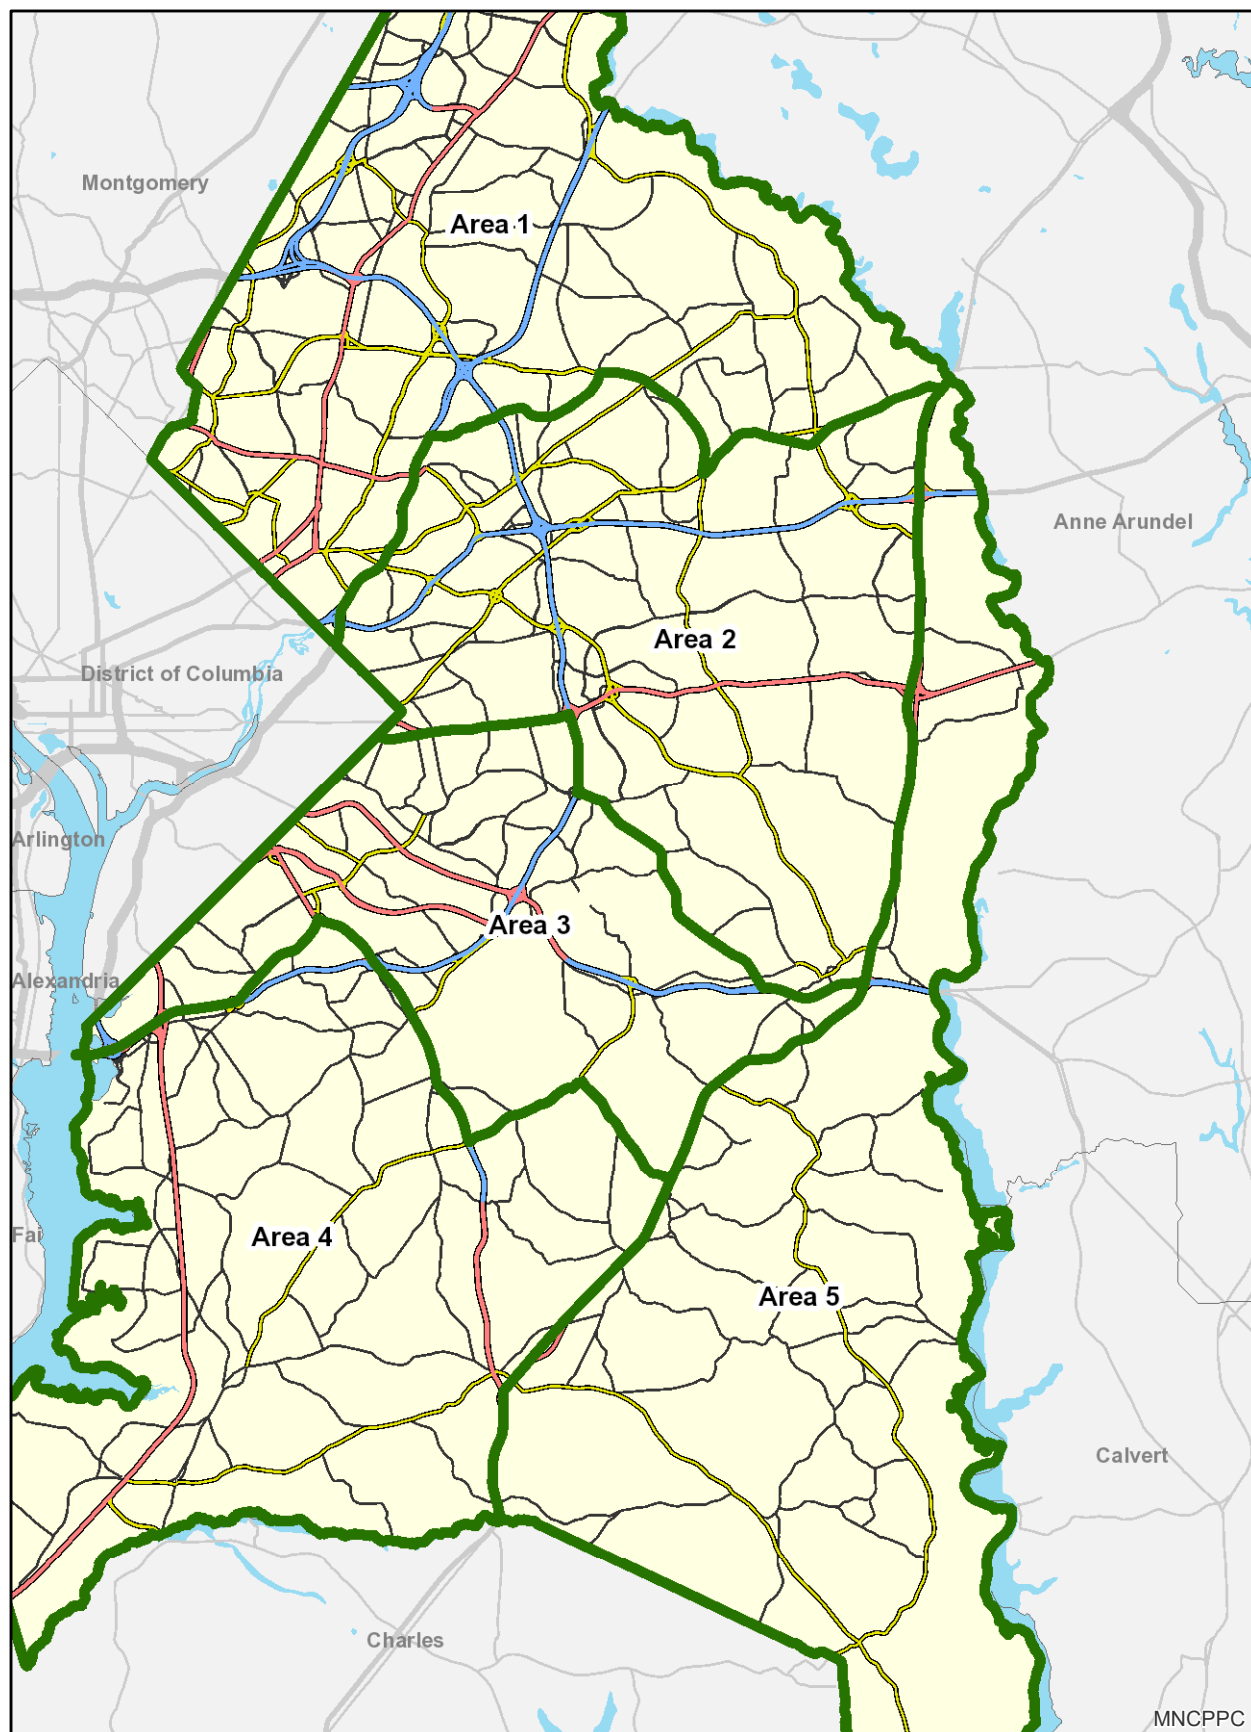 Montgomery
Area 1
Anne Arundel
Area 2
District of Columbia
Arlington
Area 3
Alexandria
Fai
Area 4
Area 5
Calvert
Charles
MNCPPC